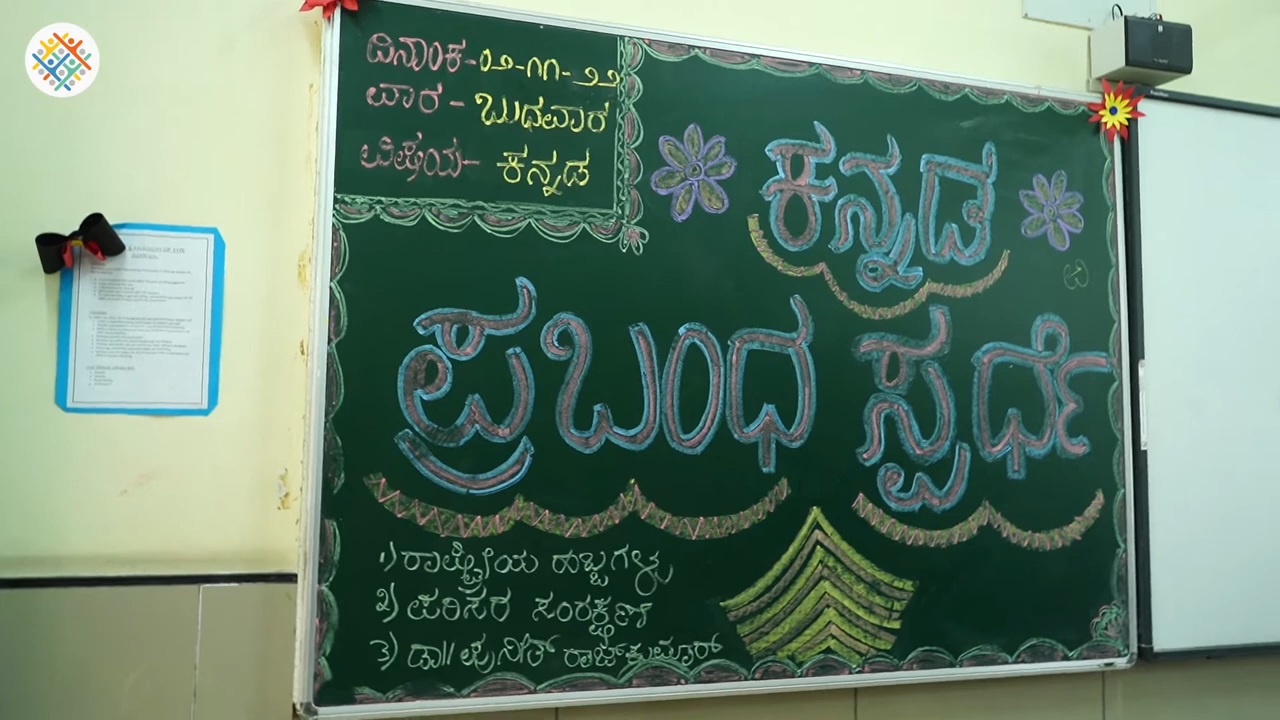 ದಿನಾಂಕ-೦೨-೧೧-೨೨
ವಾರ - ಬುಧವಾರ
ವಿಷಯ- ಕನ್ನಡ
ಕನ್ನಡ
ಪ್ರಬಂಧ ಸ್ಪರ್ಧೆ
೧) ರಾಷ್ಟ್ರೀಯ ಹಬ್ಬಗಳು
೨) ಪರಿಸರ ಸಂರಕ್ಷಣೆ
೩) ಡಾ|| ಪುನೀತ್ ರಾಜ್‌ಕುಮಾರ್